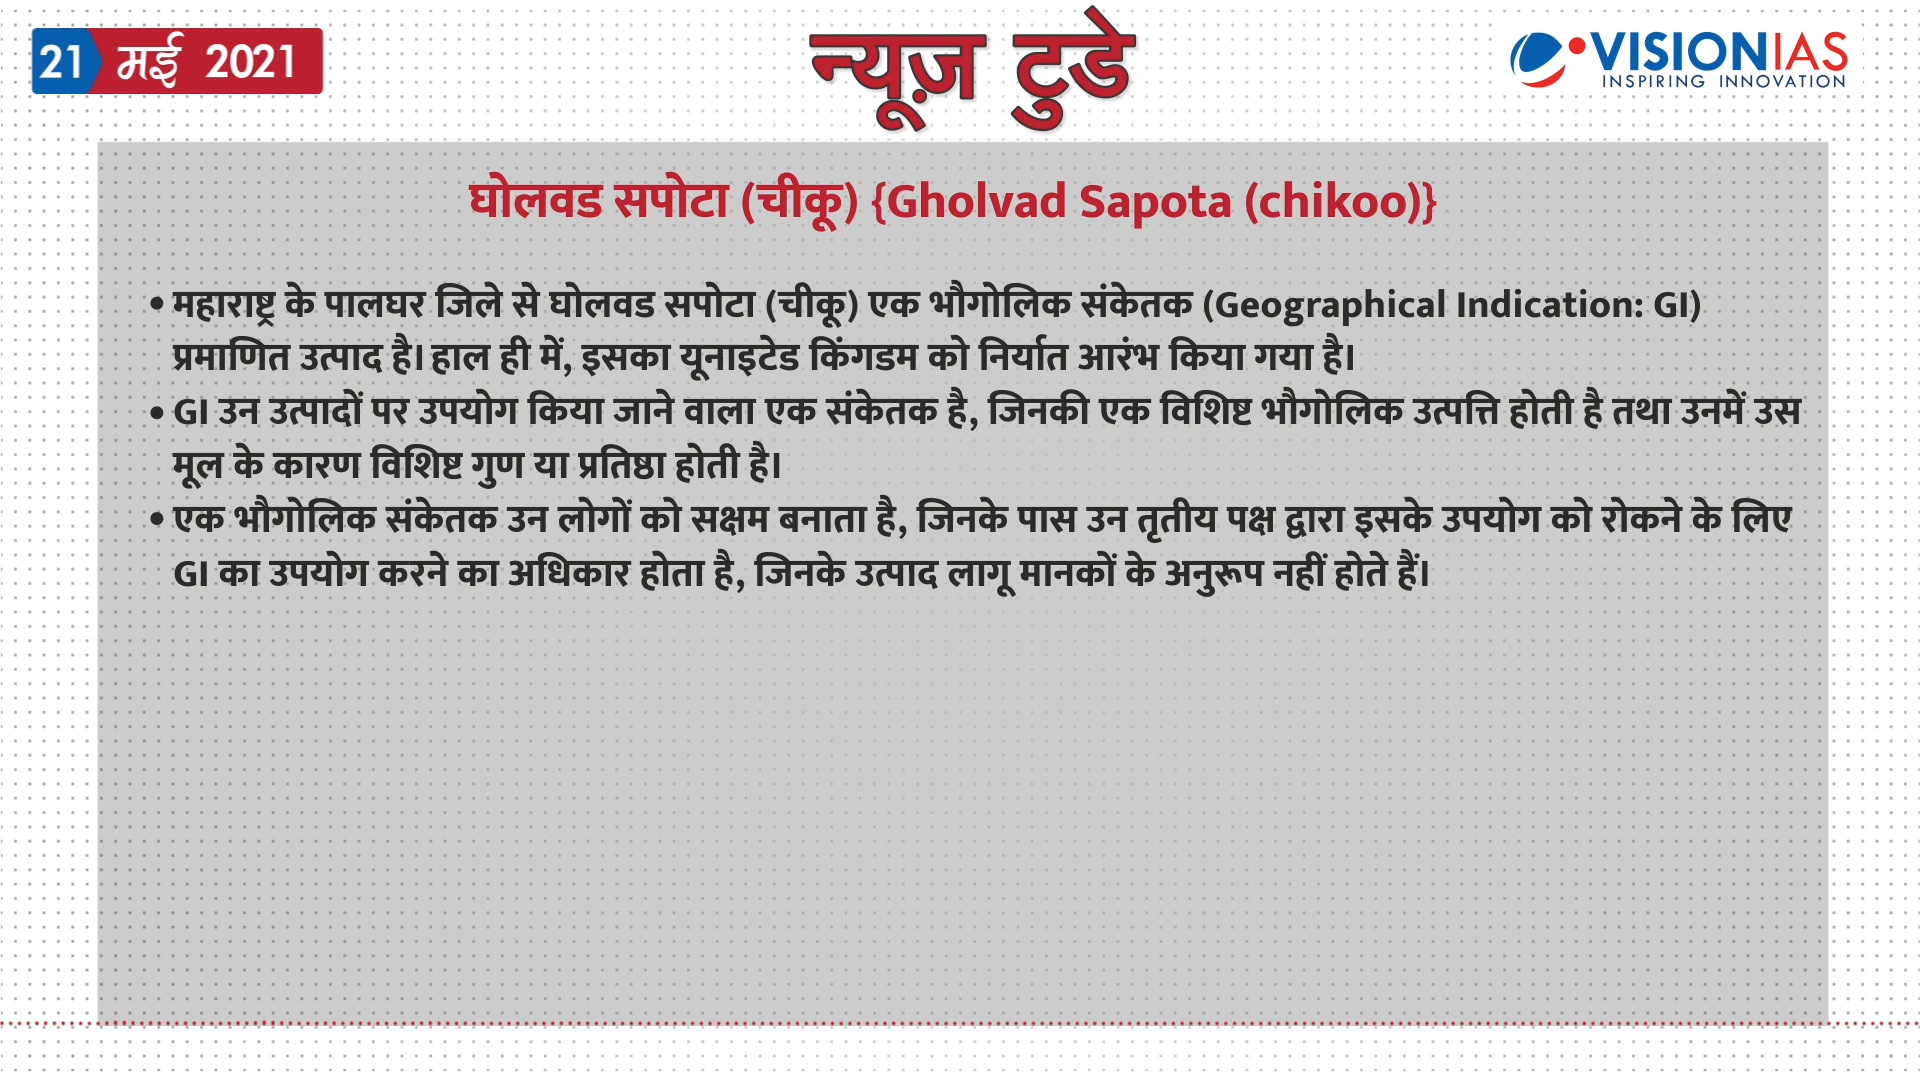 21 मई 2021
न्यूज़ टुडे
VISIONIAS
INSPIRING INNOVATION
घोलवड सपोटा (चीकू) {Gholvad Sapota (chikoo)}
• महाराष्ट्र के पालघर जिले से घोलवड सपोटा (चीकू) एक भौगोलिक संकेतक (Geographical Indication: GI)
प्रमाणित उत्पाद है। हाल ही में, इसका यूनाइटेड किंगडम को निर्यात आरंभ किया गया है।
• GI उन उत्पादों पर उपयोग किया जाने वाला एक संकेतक है, जिनकी एक विशिष्ट भौगोलिक उत्पत्ति होती है तथा उनमें उस
मूल के कारण विशिष्ट गुण या प्रतिष्ठा होती है।
• एक भौगोलिक संकेतक उन लोगों को सक्षम बनाता है, जिनके पास उन तृतीय पक्ष द्वारा इसके उपयोग को रोकने के लिए
GI का उपयोग करने का अधिकार होता है, जिनके उत्पाद लागू मानकों के अनुरूप नहीं होते हैं।